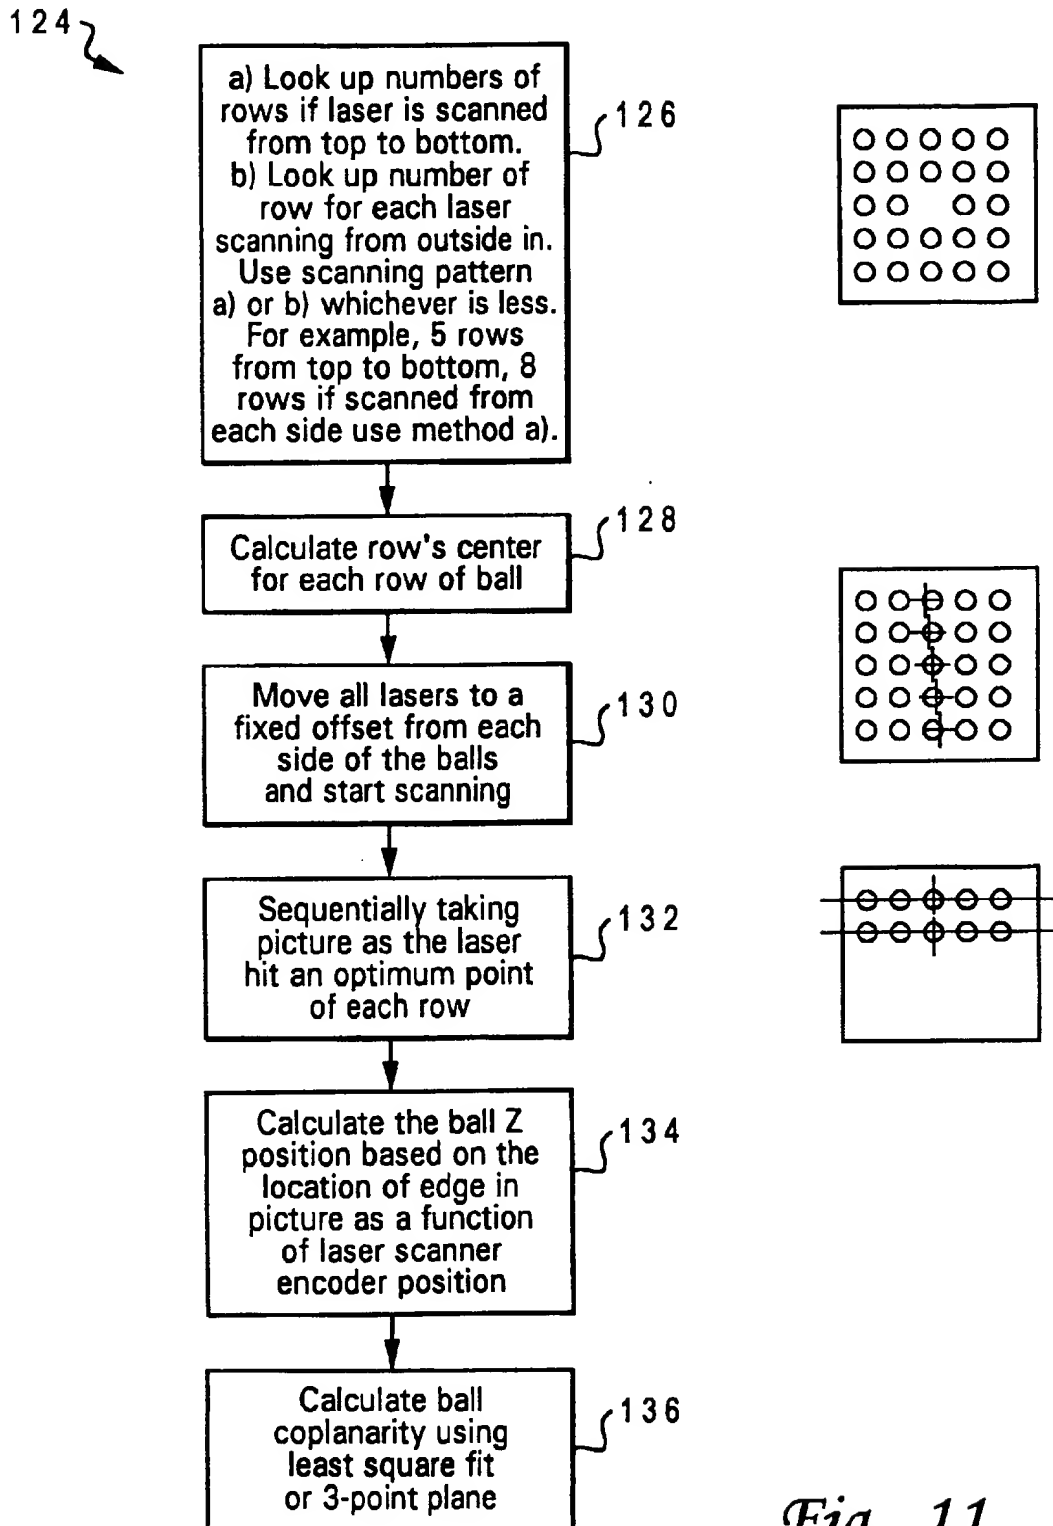 124
a) Look up numbers of
rows if laser is scanned
from top to bottom.
b) Look up number of
row for each laser
scanning from outside in.
Use scanning pattern
a) or b) whichever is less.
For example, 5 rows
from top to bottom, 8
rows if scanned from
each side use method a).
126
Calculate row's center
for each row of ball
128
Move all lasers to a
fixed offset from each
side of the balls
and start scanning
130
Sequentially taking
picture as the laser
hit an optimum point
of each row
132
Calculate the ball Z
position based on the
location of edge in
picture as a function
of laser scanner
encoder position
134
Calculate ball
coplanarity using
least square fit
or 3-point plane
136
Fig. 11